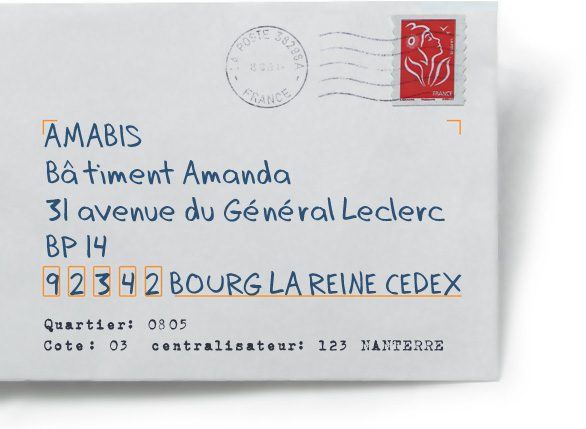 LA POSTE 38288A
FRANCE
FRANCE
AMABIS
Bâtiment Amanda
31 avenue du Général Leclerc
BP 14
92342 BOURG LA REINE CEDEX
Quartier: 0805
Cote: 03 centralisateur: 123 NANTERRE